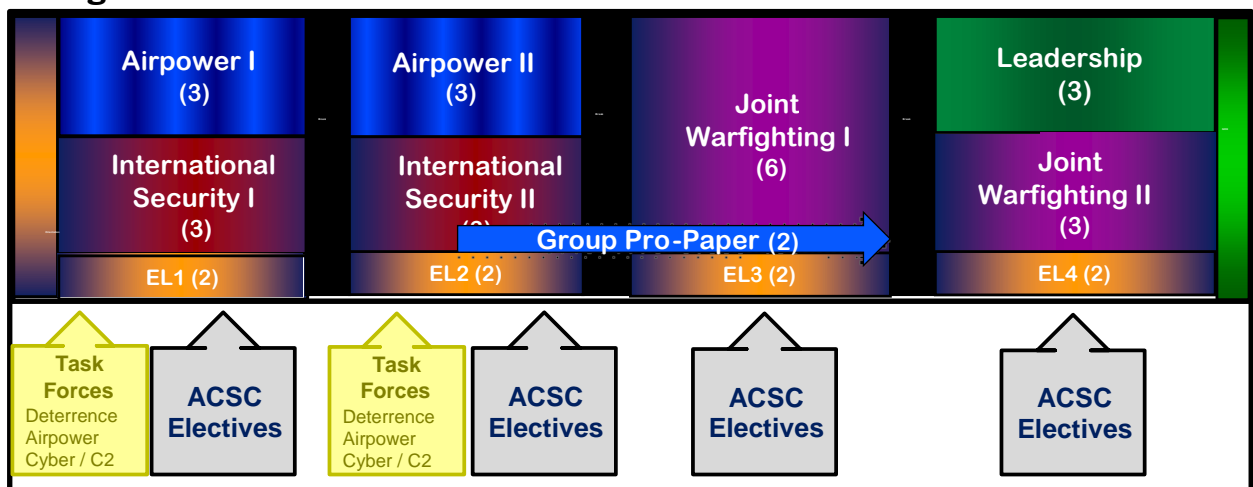 Airpower I
(3)
International
Security I
(3)
EL1 (2)
Airpower II
(3)
International
Security II
EL2 (2)
Joint
Warfighting I
(6)
Group Pro-Paper (2)
EL3 (2)
Leadership
(3)
Joint
Warfighting II
(3)
EL4 (2)
Task
Forces
Deterrence
Airpower
Cyber / C2
ACSC
Electives
Task
Forces
Deterrence
Airpower
Cyber / C2
ACSC
Electives
ACSC
Electives
ACSC
Electives